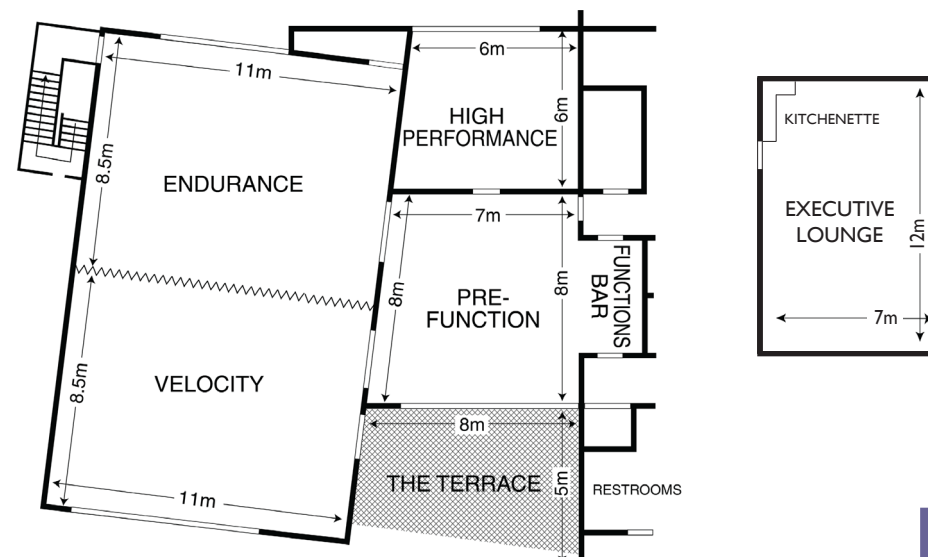 6m
11m
HIGH
PERFORMANCE
6m
8.5m
ENDURANCE
7m
8m
PRE-
FUNCTION
8m
FUNCTIONS
BAR
8.5m
VELOCITY
11m
8m
THE TERRACE
5m
RESTROOMS
KITCHENETTE
EXECUTIVE
LOUNGE
12m
7m